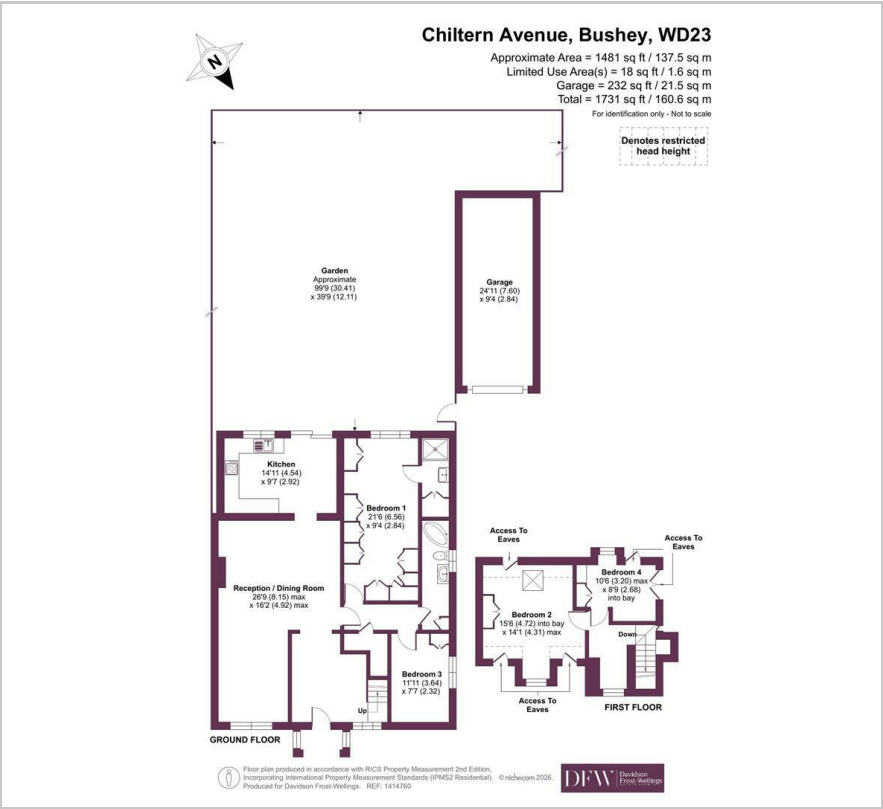 Chiltern Avenue, Bushey, WD23
Approximate Area = 1481 sq ft / 137.5 sq m
Limited Use Area(s) = 18 sq ft / 1.6 sq m
Garage = 232 sq ft / 21.5 sq m
Total = 1731 sq ft / 160.6 sq m
For identification only - Not to scale
N
Denotes restricted
head height
Garden
Approximate
99'9 (30.41)
x 39'9 (12.11)
Garage
24'11 (7.60)
x 9'4 (2.84)
Kitchen
14'11 (4.54)
x 9'7 (2.92)
Bedroom 1
21'6 (6.56)
x 9'4 (2.84)
Reception / Dining Room
26'9 (8.15) max
x 16'2 (4.92) max
Bedroom 3
11'11 (3.64)
x 7'7 (2.32)
Up
GROUND FLOOR
Access To
Eaves
Access To
Eaves
Bedroom 4
10'6 (3.20) max
x 8'9 (2.68)
into bay
Bedroom 2
15'6 (4.72) into bay
x 14'1 (4.31) max
Down
Access To
Eaves
FIRST FLOOR
Floor plan produced in accordance with RICS Property Measurement 2nd Edition,
Incorporating International Property Measurement Standards (IPMS2 Residential). © nichecom 2026.
Produced for Davidson Frost-Wellings. REF: 1414760
DFW Davidson
Frost-Wellings